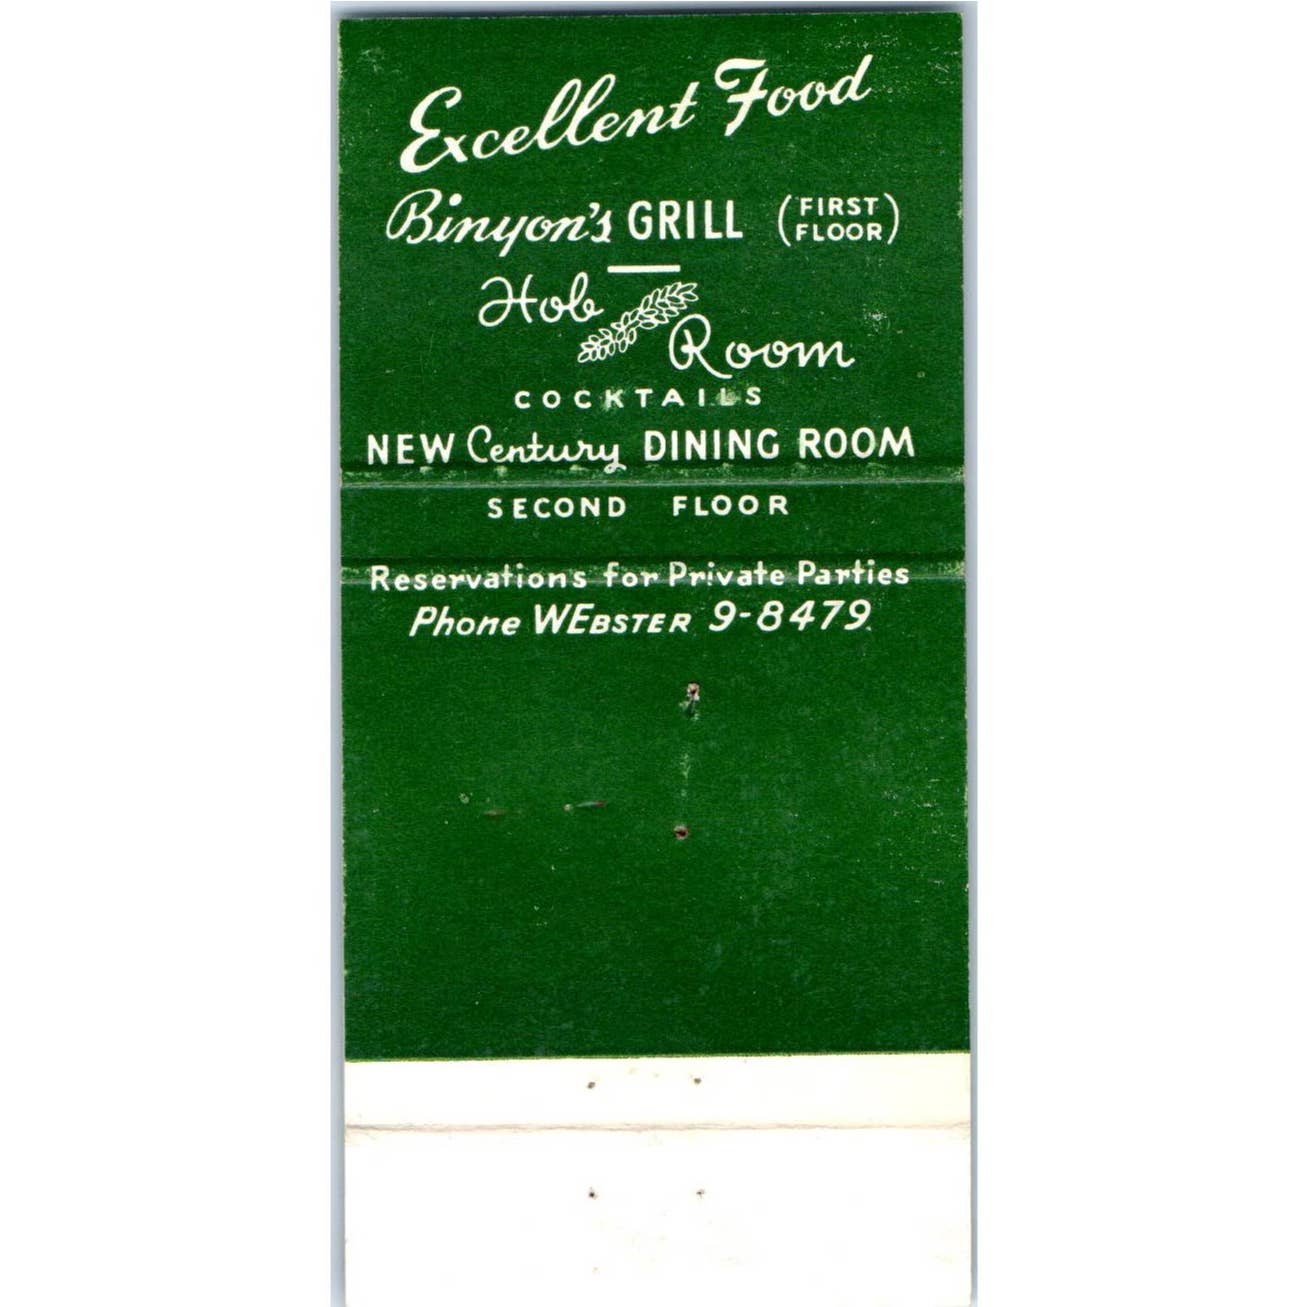 Excellent Food
Binyon's GRILL (FIRST FLOOR)
Hob Room
COCKTAILS
NEW Century DINING ROOM
SECOND FLOOR
Reservations for Private Parties
Phone WEBSTER 9-8479